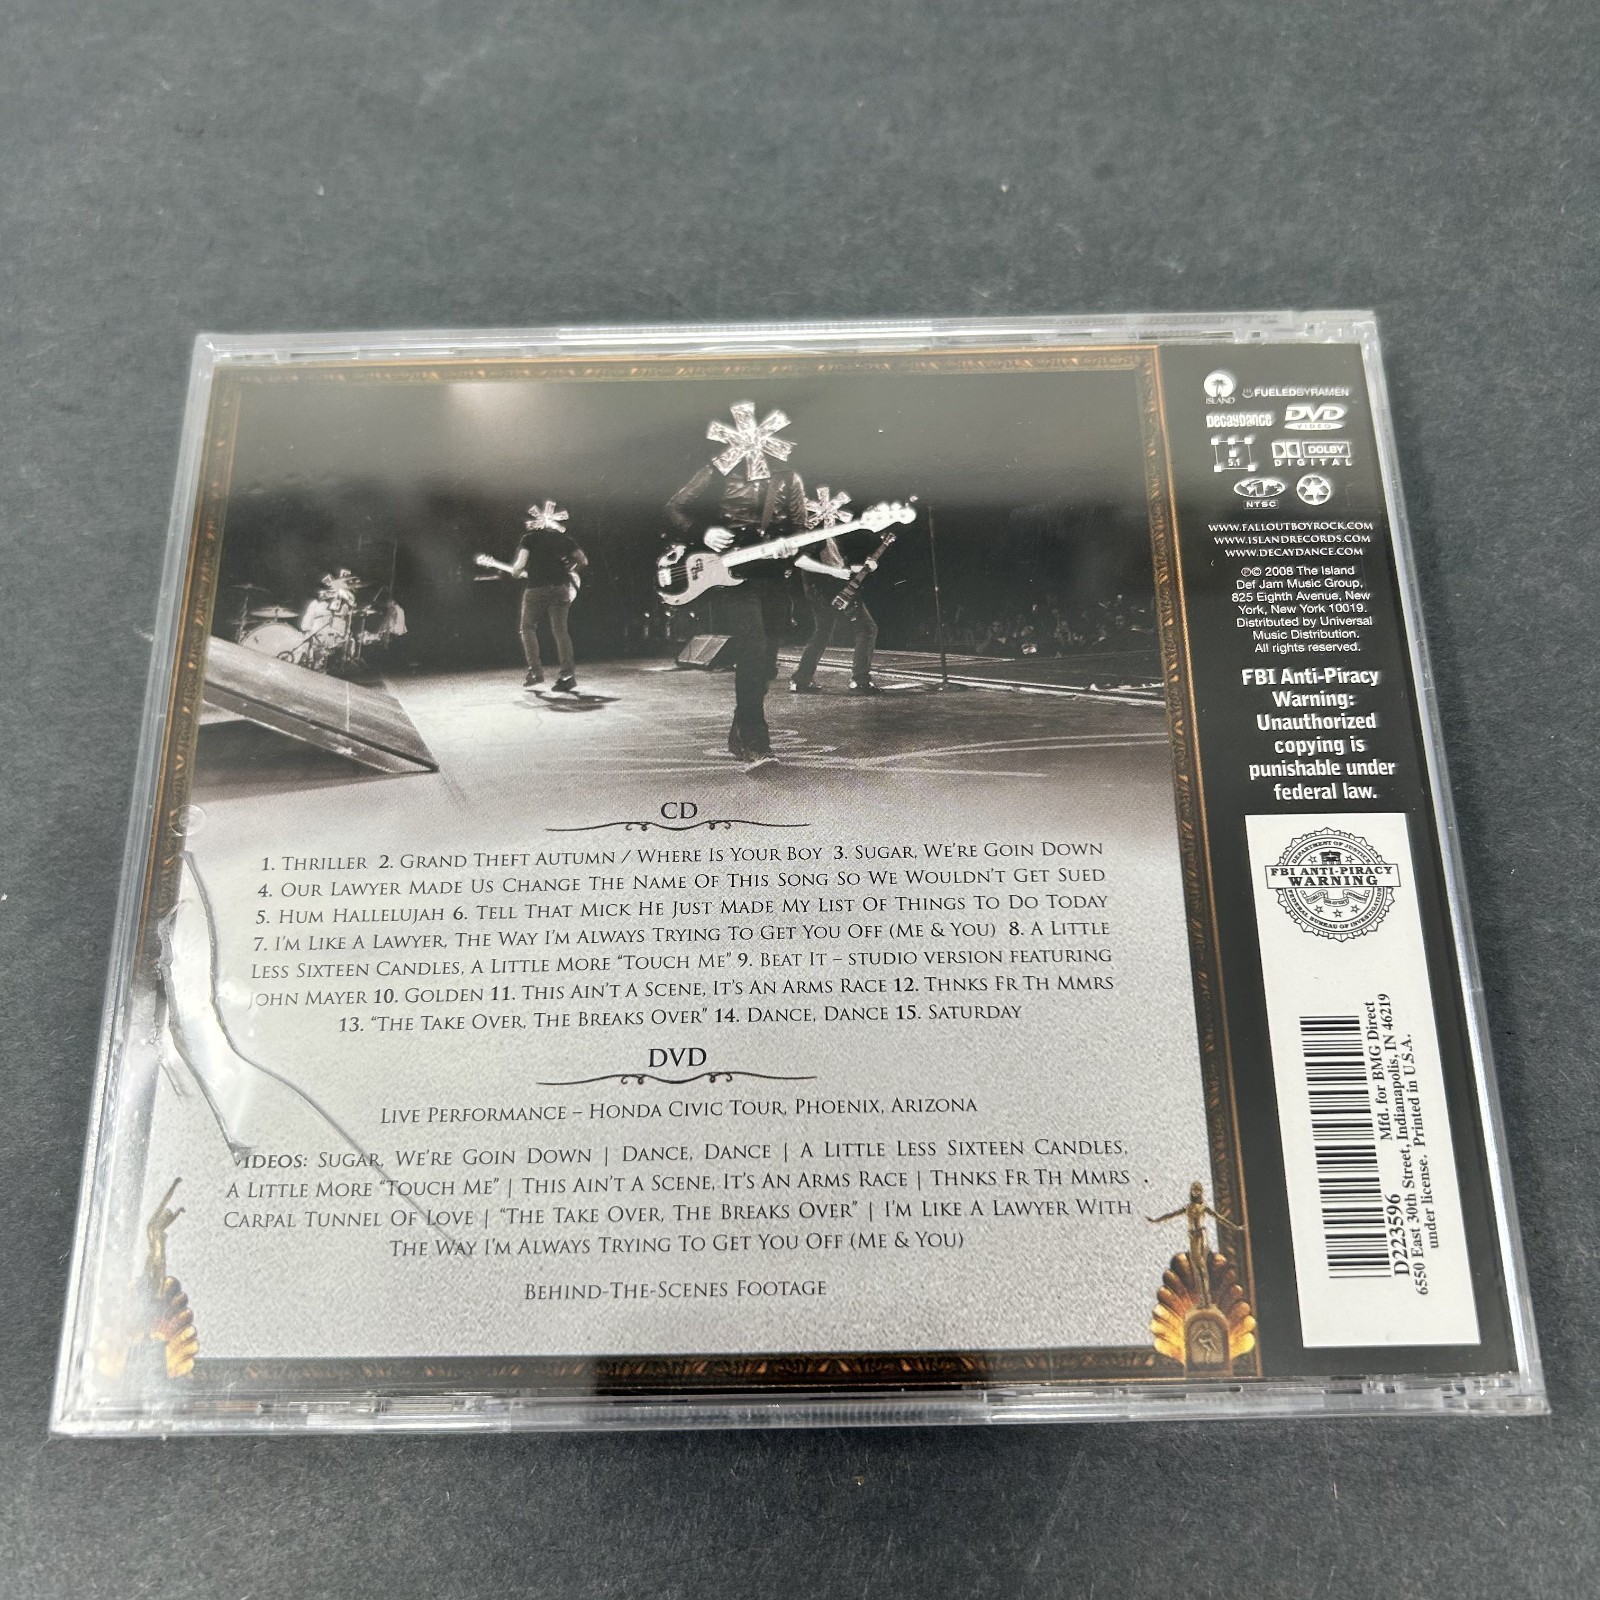 CD
1. THRILLER 2. GRAND THEFT AUTUMN / WHERE IS YOUR BOY 3. SUGAR, WE'RE GOIN DOWN
4. OUR LAWYER MADE US CHANGE THE NAME OF THIS SONG SO WE WOULDN'T GET SUED
5. HUM HALLELUJAH 6. TELL THAT MICK HE JUST MADE MY LIST OF THINGS TO DO TODAY
7. I'M LIKE A LAWYER, THE WAY I'M ALWAYS TRYING TO GET YOU OFF (ME & YOU) 8. A LITTLE
LESS SIXTEEN CANDLES, A LITTLE MORE "TOUCH ME" 9. BEAT IT – STUDIO VERSION FEATURING
JOHN MAYER 10. GOLDEN 11. THIS AIN'T A SCENE, IT'S AN ARMS RACE 12. THNKS FR TH MMRS
13. "THE TAKE OVER, THE BREAKS OVER" 14. DANCE, DANCE 15. SATURDAY
DVD
LIVE PERFORMANCE – HONDA CIVIC TOUR, PHOENIX, ARIZONA
VIDEOS: SUGAR, WE'RE GOIN DOWN | DANCE, DANCE | A LITTLE LESS SIXTEEN CANDLES,
A LITTLE MORE "TOUCH ME" | THIS AIN'T A SCENE, IT'S AN ARMS RACE | THNKS FR TH MMRS
CARPAL TUNNEL OF LOVE | "THE TAKE OVER, THE BREAKS OVER" | I'M LIKE A LAWYER WITH
THE WAY I'M ALWAYS TRYING TO GET YOU OFF (ME & YOU)
BEHIND-THE-SCENES FOOTAGE
ISLAND
FUELEDBYRAMEN
DECAYDANCE
DVD
VIDEO
5.1
DOLBY
DIGITAL
NTSC
WWW.FALLOUTBOYROCK.COM
WWW.ISLANDRECORDS.COM
WWW.DECAYDANCE.COM
℗© 2008 The Island
Def Jam Music Group,
825 Eighth Avenue, New
York, New York 10019.
Distributed by Universal
Music Distribution.
All rights reserved.
FBI Anti-Piracy
Warning:
Unauthorized
copying is
punishable under
federal law.
DEPARTMENT OF JUSTICE
FBI ANTI-PIRACY
WARNING
FEDERAL BUREAU OF INVESTIGATION
D223596 Mfd. for BMG Direct
6550 East 30th Street, Indianapolis, IN 46219
under license. Printed in U.S.A.